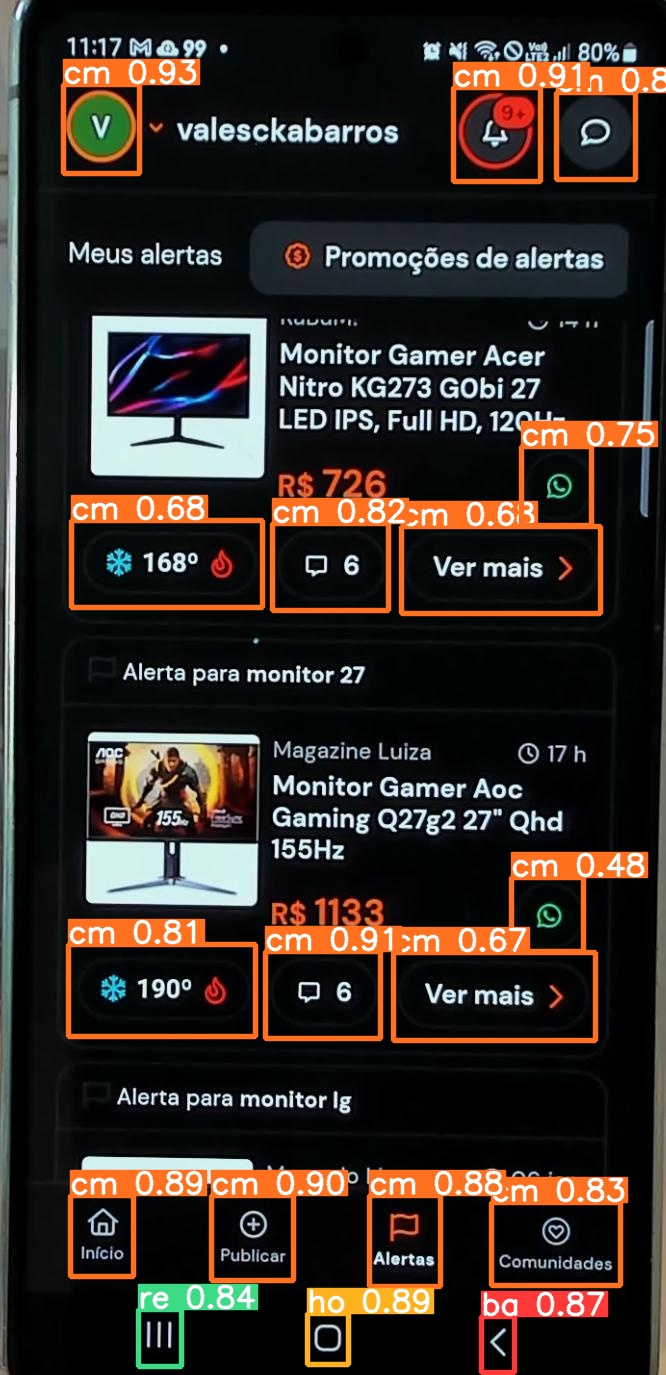 11:17 99 80%
cm 0.93
cm 0.91
V
9+
valesckabarros
Meus alertas
Promoções de alertas
14 h
Monitor Gamer Acer
Nitro KG273 G0bi 27
LED IPS, Full HD, 120Hz
cm 0.75
R$ 726
cm 0.68
cm 0.82
cm 0.68
168º
6
Ver mais
Alerta para monitor 27
Magazine Luiza
17 h
AOC
155Hz
Monitor Gamer Aoc
Gaming Q27g2 27" Qhd
155Hz
cm 0.48
R$ 1133
cm 0.81
cm 0.91
cm 0.67
190º
6
Ver mais
Alerta para monitor lg
cm 0.89
cm 0.90
cm 0.88
cm 0.83
Início
Publicar
Alertas
Comunidades
re 0.84
ho 0.89
ba 0.87